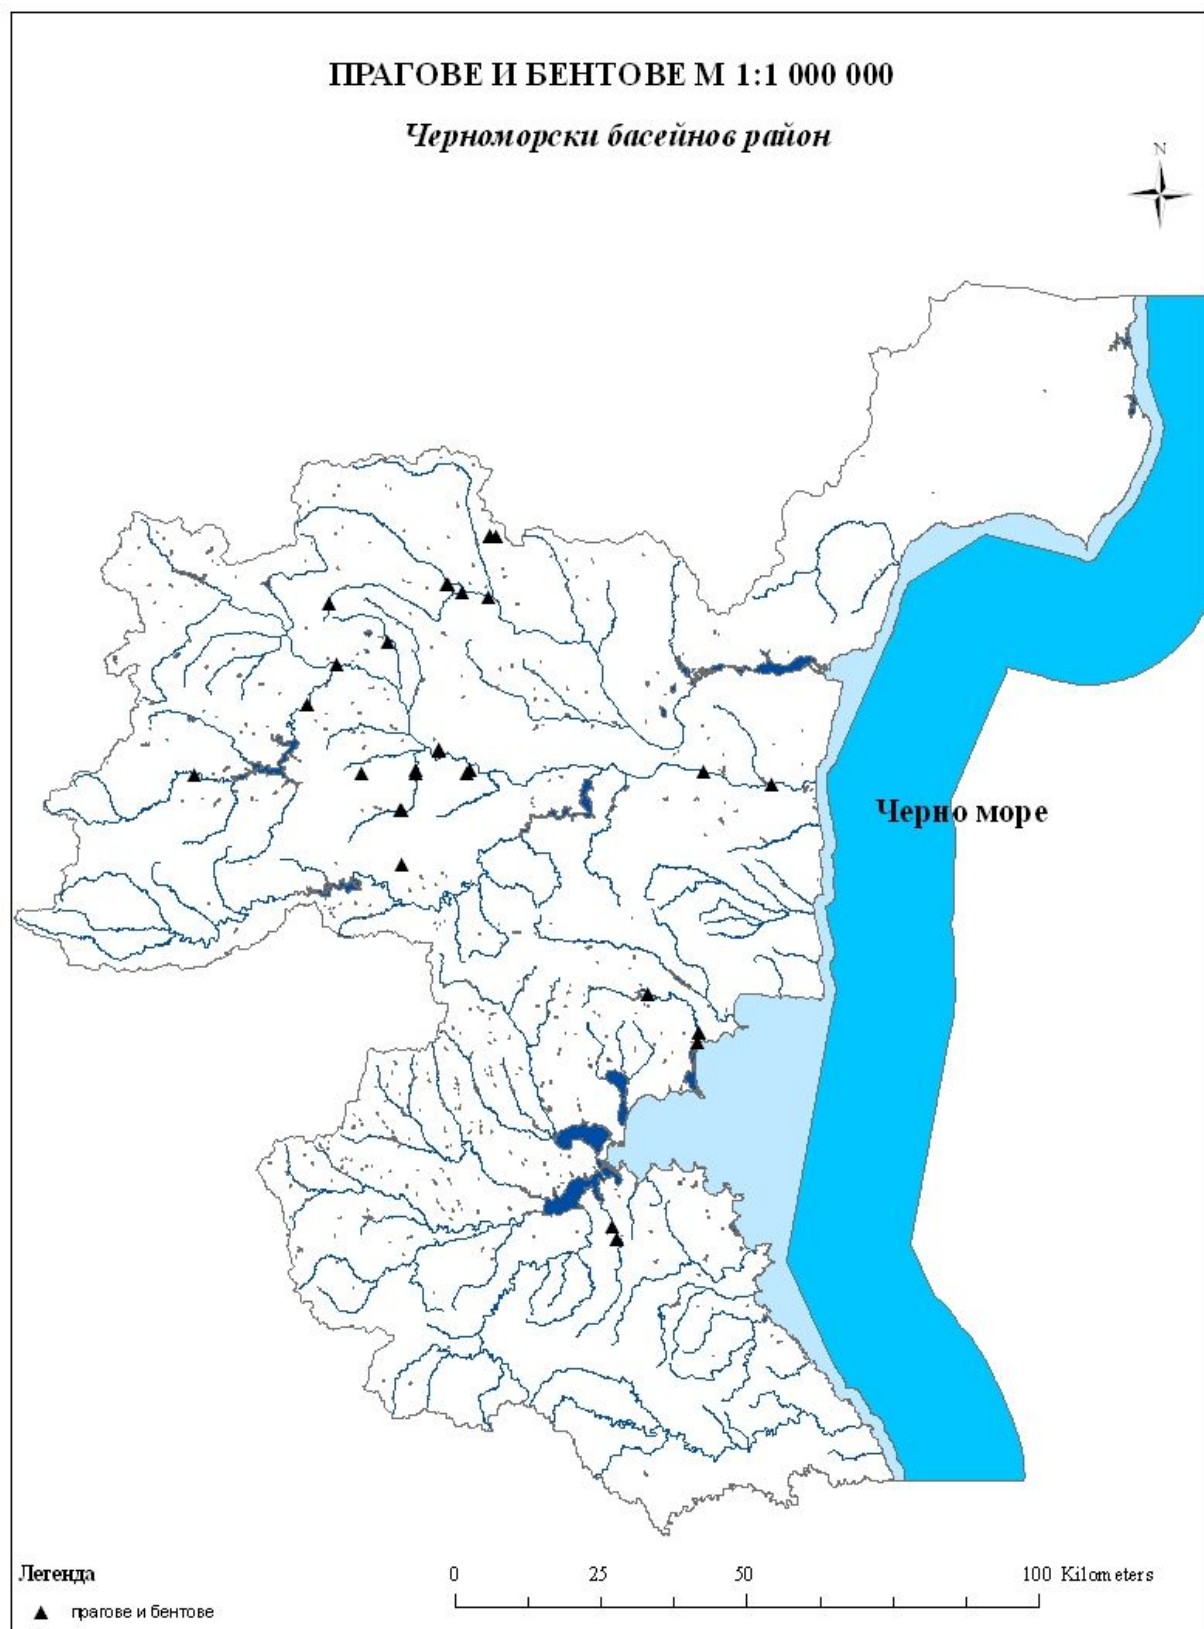 ПРАГОВЕ И БЕНТОВЕ М 1:1 000 000
Черноморски басейнов район
N
Черно море
Легенда
прагове и бентове
0 25 50 100 Kilometers